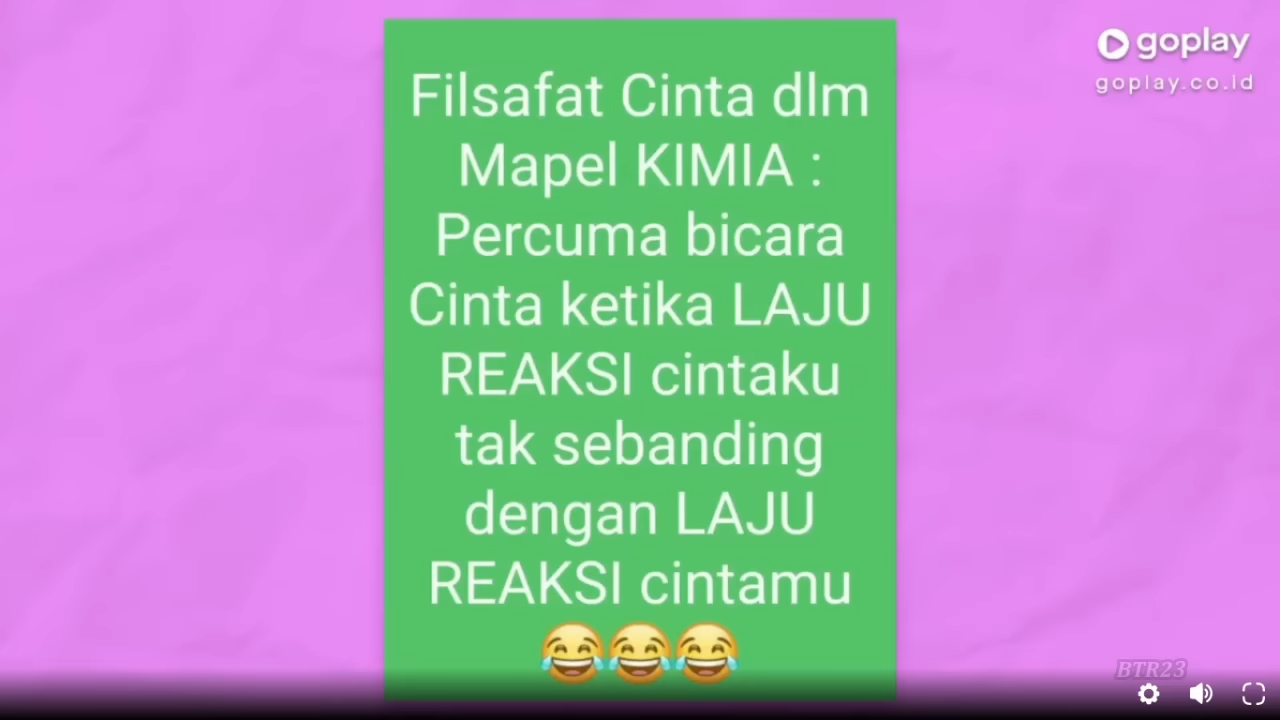 goplay
goplay.co.id
Filsafat Cinta dlm
Mapel KIMIA :
Percuma bicara
Cinta ketika LAJU
REAKSI cintaku
tak sebanding
dengan LAJU
REAKSI cintamu
😂😂😂
BTR23